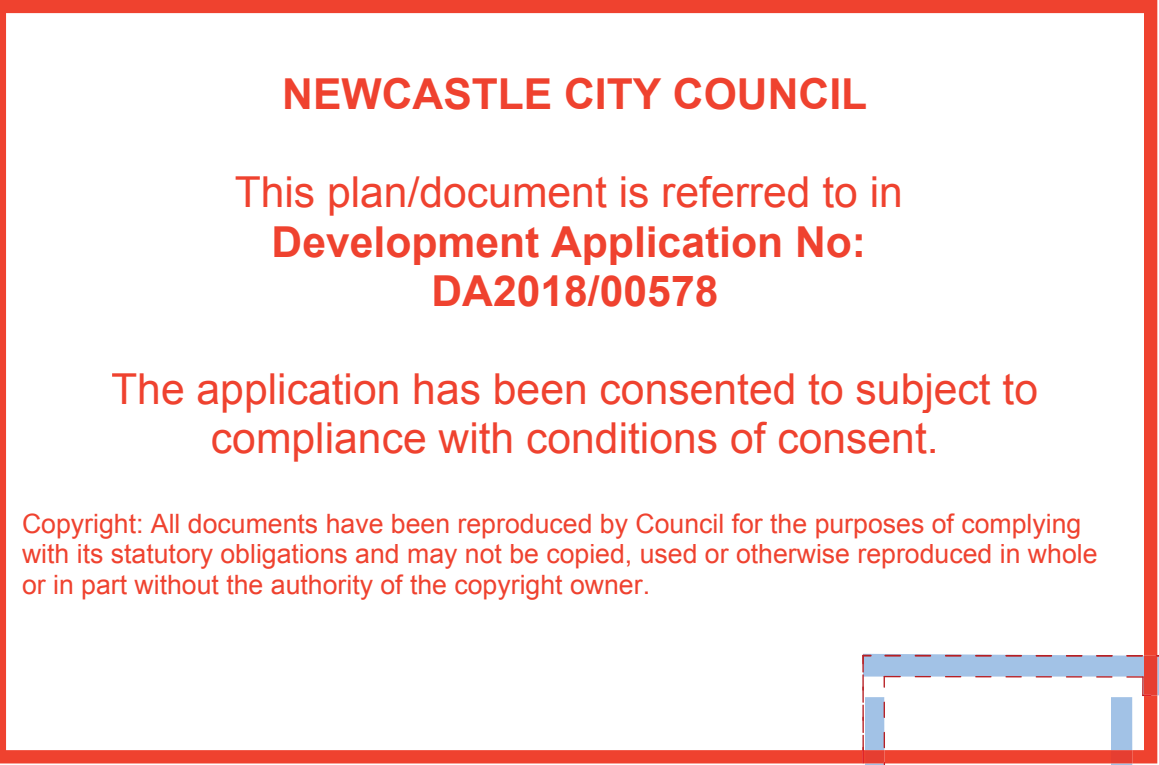 NEWCASTLE CITY COUNCIL
This plan/document is referred to in
Development Application No:
DA2018/00578
The application has been consented to subject to
compliance with conditions of consent.
Copyright: All documents have been reproduced by Council for the purposes of complying
with its statutory obligations and may not be copied, used or otherwise reproduced in whole
or in part without the authority of the copyright owner.